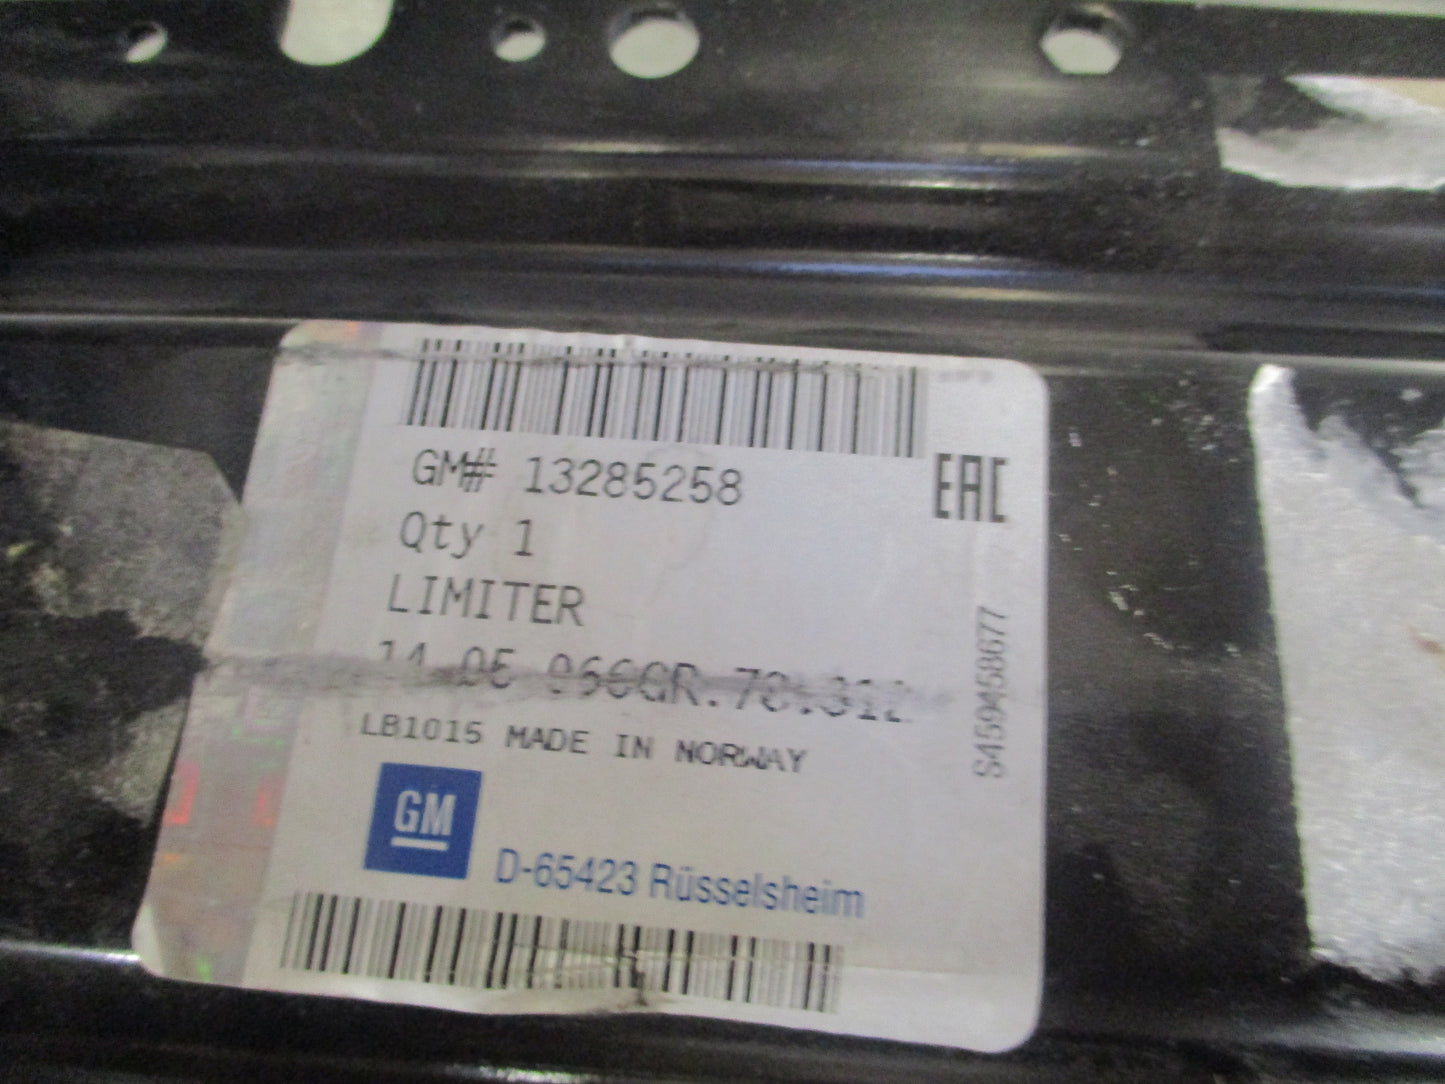 GM# 13285258
EAC
Qty 1
LIMITER
LB1015 MADE IN NORWAY
S459458677
GM
D-65423 Rüsselsheim